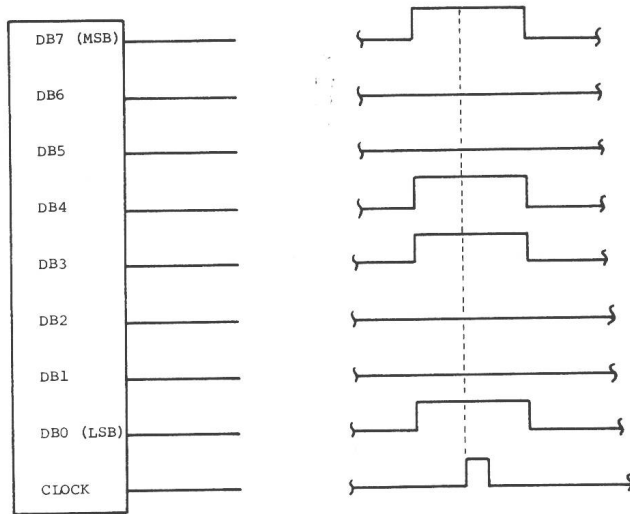 DB7 (MSB)
DB6
DB5
DB4
DB3
DB2
DB1
DB0 (LSB)
CLOCK